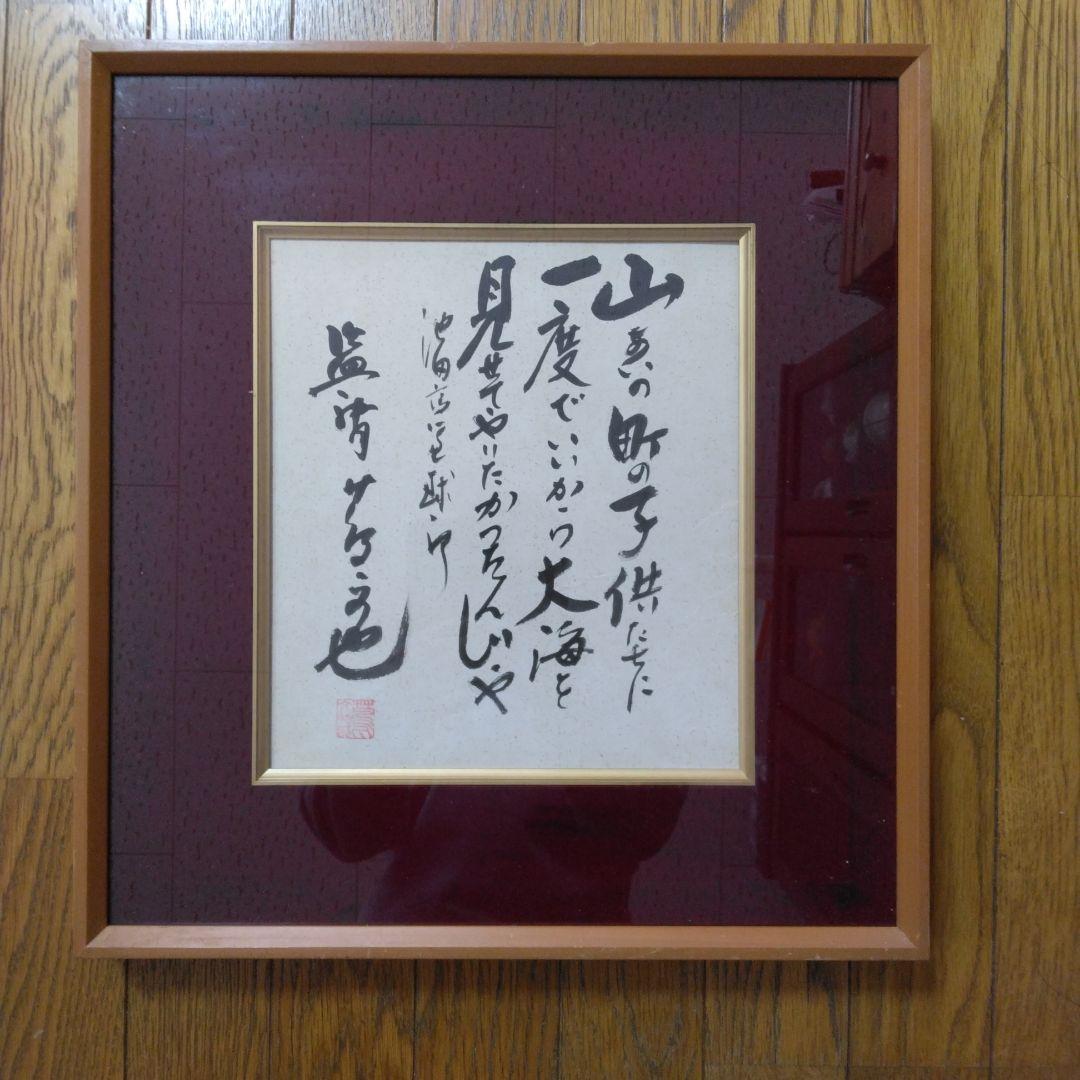 山あいの町の子供たちに
一度でいいから大海を
見せてやりたかったんじゃ
池田高校野球部
監督 蔦文也